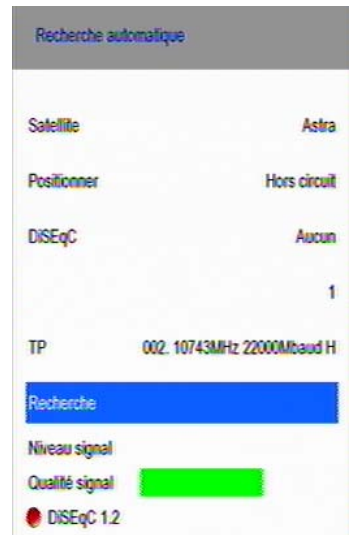 Recherche automatique
Satellite Astra
Positionner Hors circuit
DiSEqC Aucun
1
TP 002. 10743MHz 22000Mbaud H
Recherche
Niveau signal
Qualité signal
DiSEqC 1.2